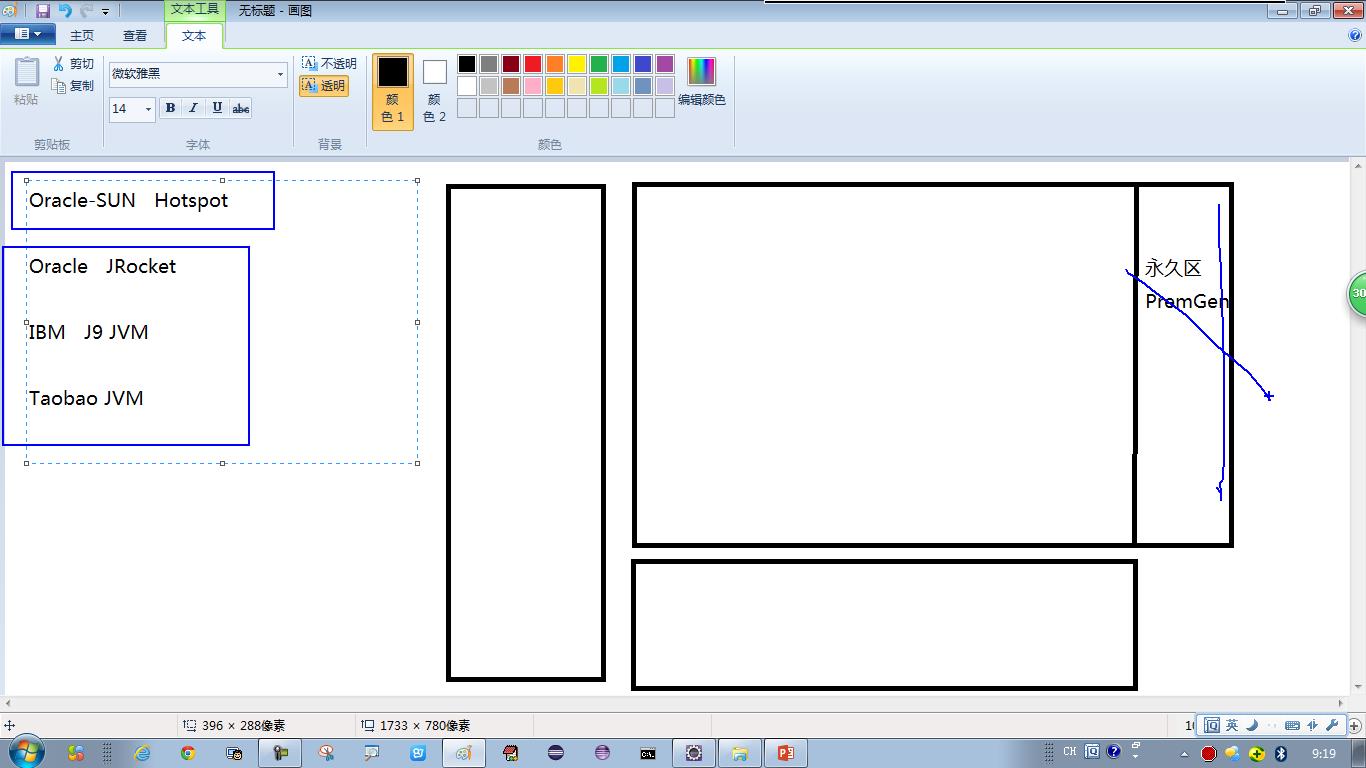 文本工具
无标题 - 画图
主页
查看
文本
粘贴
剪切
复制
剪贴板
微软雅黑
14
B I U abc
字体
不透明
透明
背景
颜
色 1
颜
色 2
编辑颜色
颜色
Oracle-SUN Hotspot
Oracle JRocket
IBM J9 JVM
Taobao JVM
永久区
PremGen
30
396 × 288像素
1733 × 780像素
英
CH
9:19